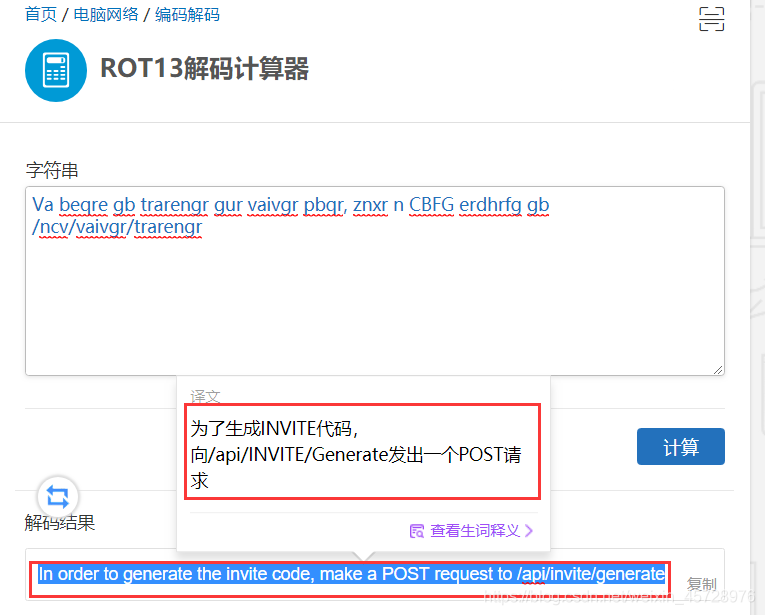 首页 / 电脑网络 / 编码解码
ROT13解码计算器
字符串
Va beqre gb trarengr gur vaivgr pbqr, znxr n CBFG erdhrfg gb
/ncv/vaivgr/trarengr
译文
为了生成INVITE代码，
向/api/INVITE/Generate发出一个POST请
求
计算
查看生词释义
解码结果
In order to generate the invite code, make a POST request to /api/invite/generate
复制
https://blog.csdn.net/weixin_45728976